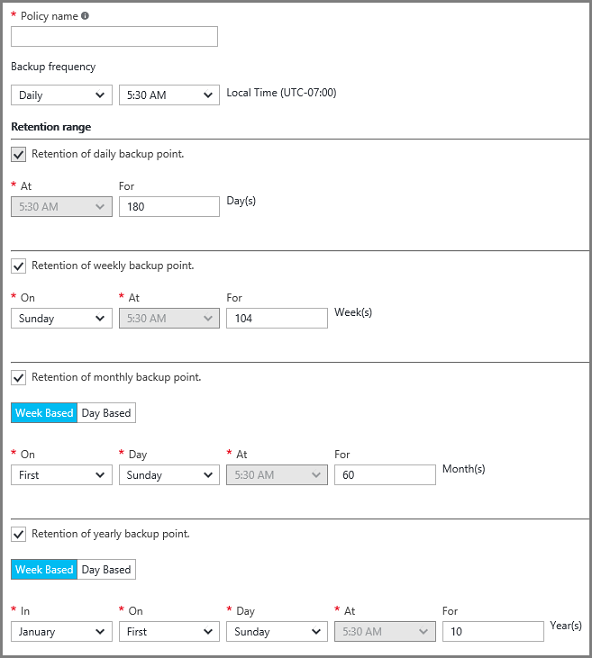 * Policy name
Backup frequency
Daily 5:30 AM Local Time (UTC-07:00)
Retention range
Retention of daily backup point.
* At For
5:30 AM 180 Day(s)
Retention of weekly backup point.
* On * At For
Sunday 5:30 AM 104 Week(s)
Retention of monthly backup point.
Week Based Day Based
* On * Day * At For
First Sunday 5:30 AM 60 Month(s)
Retention of yearly backup point.
Week Based Day Based
* In * On * Day * At For
January First Sunday 5:30 AM 10 Year(s)